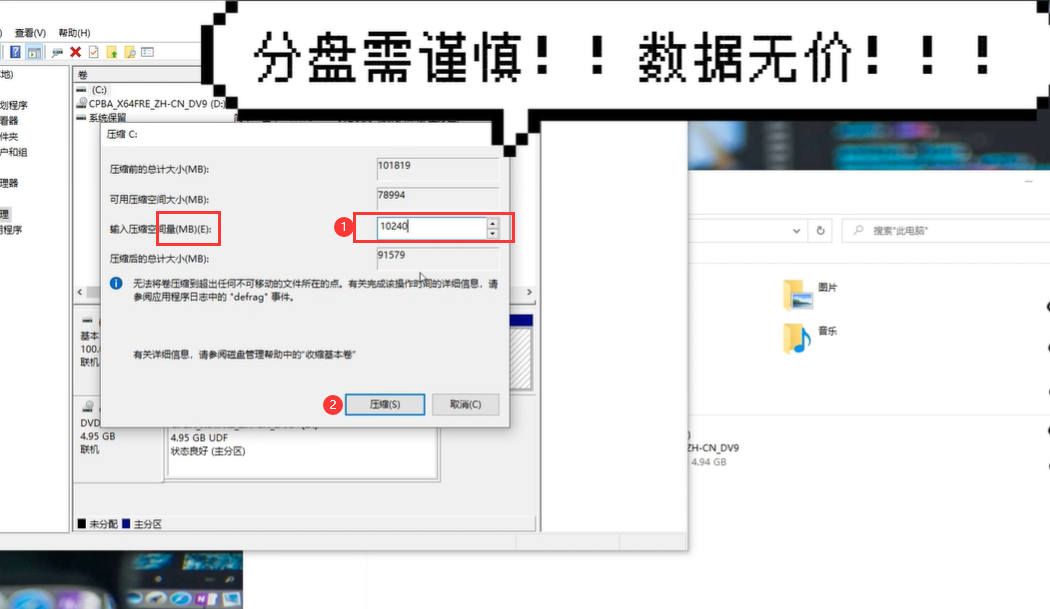 分盘需谨慎！！数据无价！！！
查看(V) 帮助(H)
卷
(C:)
CPBA_X64FRE_ZH-CN_DV9 (D:)
系统保留
划程序
看器
件夹
户和组
理器
理
用程序
压缩 C:
压缩前的总计大小(MB):
101819
可用压缩空间大小(MB):
78994
输入压缩空间量(MB)(E):
1
10240
压缩后的总计大小(MB):
91579
无法将卷压缩到超出任何不可移动的文件所在的点。有关完成该操作时间的详细信息，请
参阅应用程序日志中的 "defrag" 事件。
有关详细信息，请参阅磁盘管理帮助中的"收缩基本卷"
2
压缩(S)
取消(C)
基本
100.
联机
DVD
4.95 GB
联机
4.95 GB UDF
状态良好 (主分区)
未分配 主分区
搜索"此电脑"
图片
音乐
ZH-CN_DV9
4.94 GB